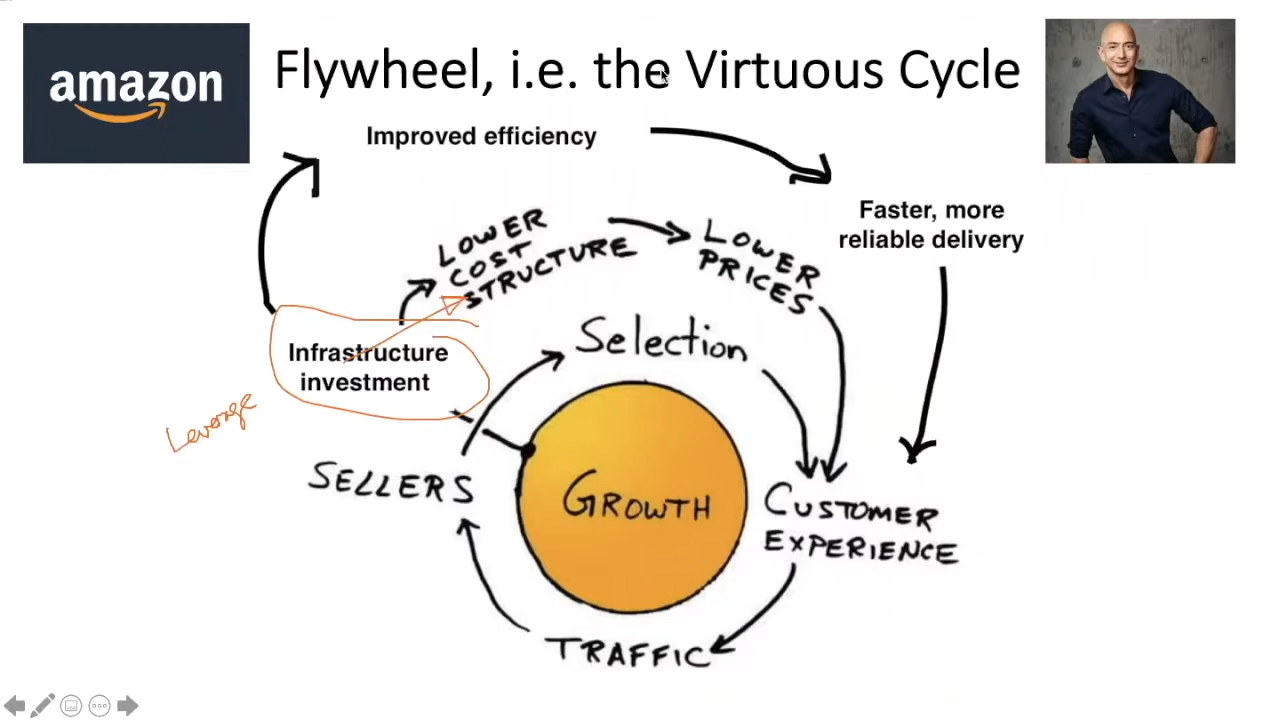 amazon
Flywheel, i.e. the Virtuous Cycle
Improved efficiency
Faster, more
reliable delivery
LOWER
COST
STRUCTURE
LOWER
PRICES
Infrastructure
investment
Leverage
Selection
SELLERS
GROWTH
CUSTOMER
EXPERIENCE
TRAFFIC